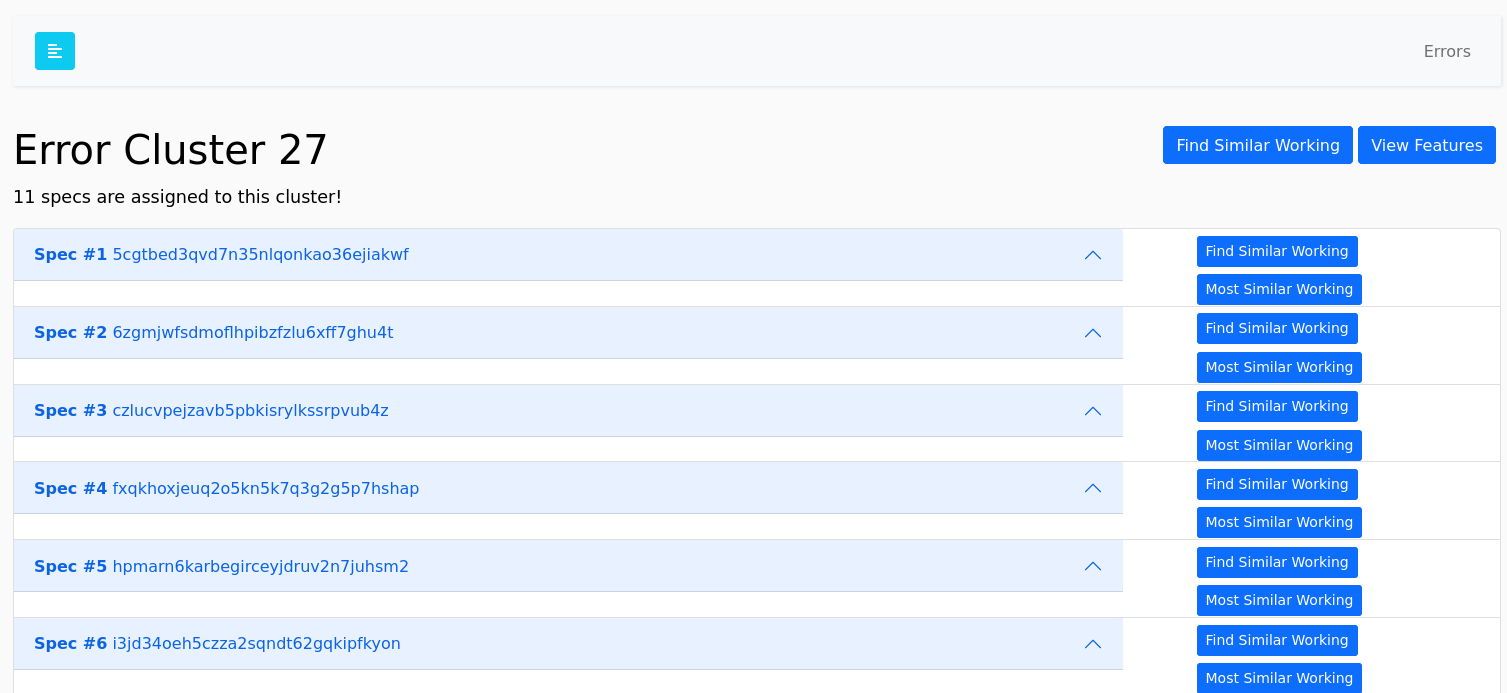 Errors
Error Cluster 27
Find Similar Working
View Features
11 specs are assigned to this cluster!
Spec #1 5cgtbed3qvd7n35nlqonkao36ejiakwf
Find Similar Working
Most Similar Working
Spec #2 6zgmjwfsdmoflhpibzfzlu6xff7ghu4t
Find Similar Working
Most Similar Working
Spec #3 czlucvpejzavb5pbkisrylkssrpvub4z
Find Similar Working
Most Similar Working
Spec #4 fxqkhoxjeuq2o5kn5k7q3g2g5p7hshap
Find Similar Working
Most Similar Working
Spec #5 hpmarn6karbegirceyjdruv2n7juhsm2
Find Similar Working
Most Similar Working
Spec #6 i3jd34oeh5czza2sqndt62gqkipfkyon
Find Similar Working
Most Similar Working